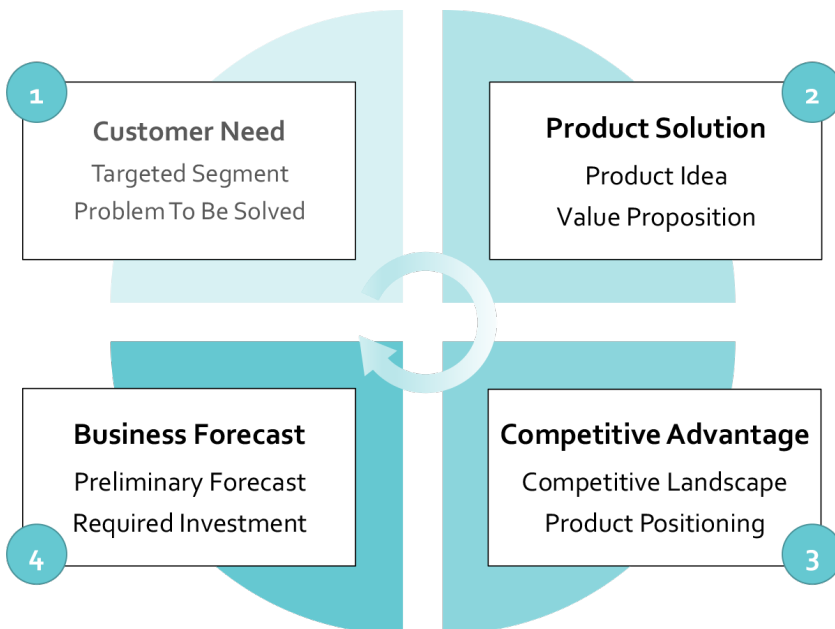 1
Customer Need
Targeted Segment
Problem To Be Solved
2
Product Solution
Product Idea
Value Proposition
3
Competitive Advantage
Competitive Landscape
Product Positioning
4
Business Forecast
Preliminary Forecast
Required Investment